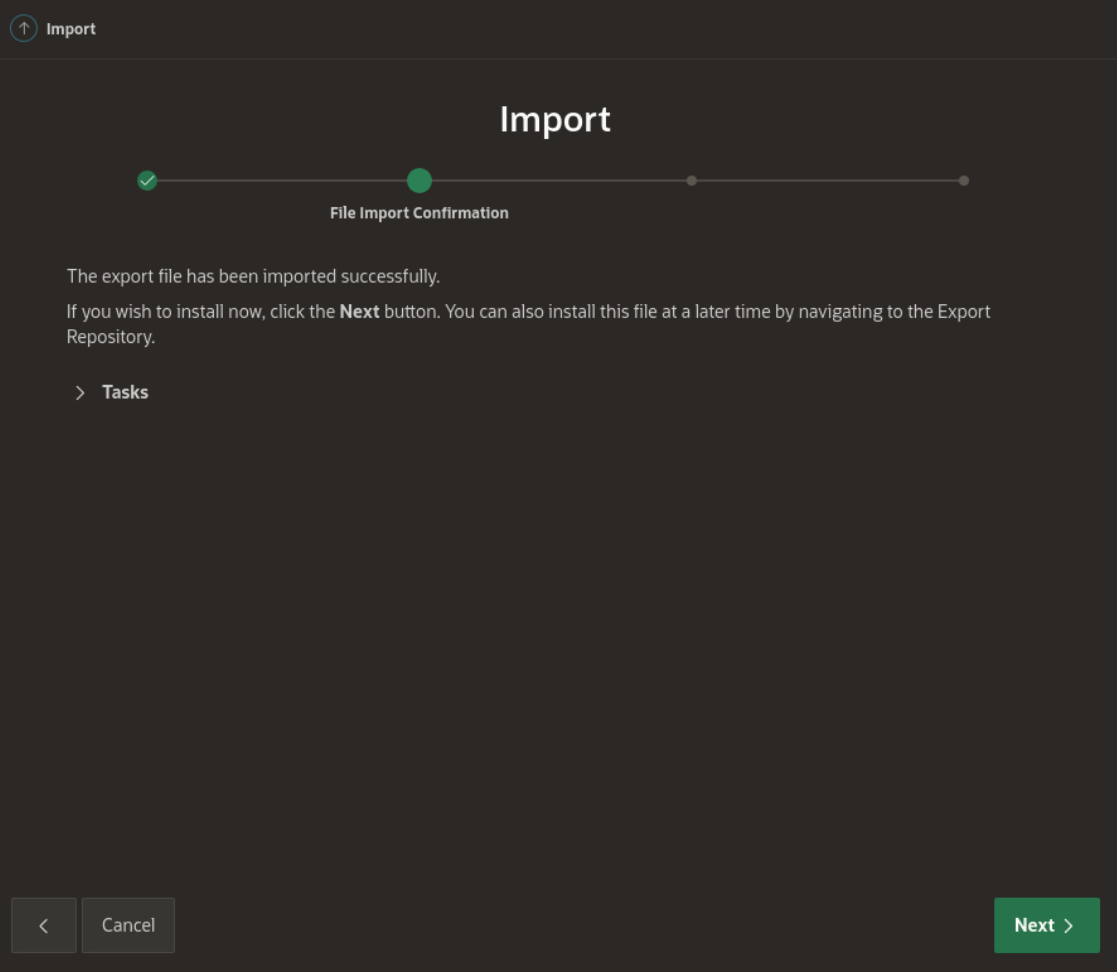 Import
Import
File Import Confirmation
The export file has been imported successfully.
If you wish to install now, click the Next button. You can also install this file at a later time by navigating to the Export
Repository.
Tasks
Cancel
Next